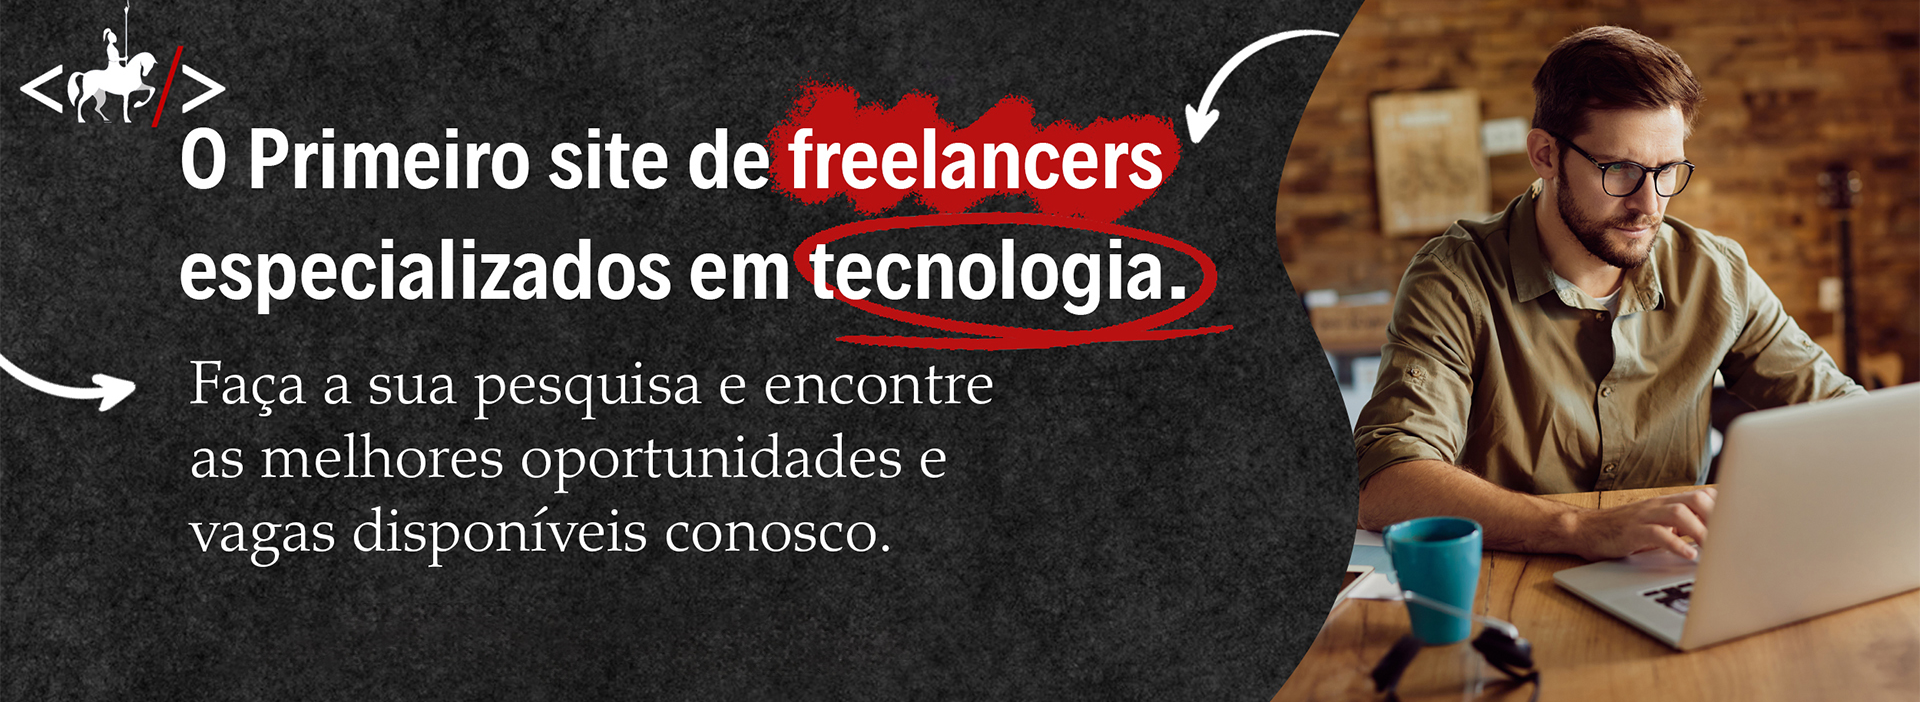 O Primeiro site de freelancers
especializados em tecnologia.
Faça a sua pesquisa e encontre
as melhores oportunidades e
vagas disponíveis conosco.